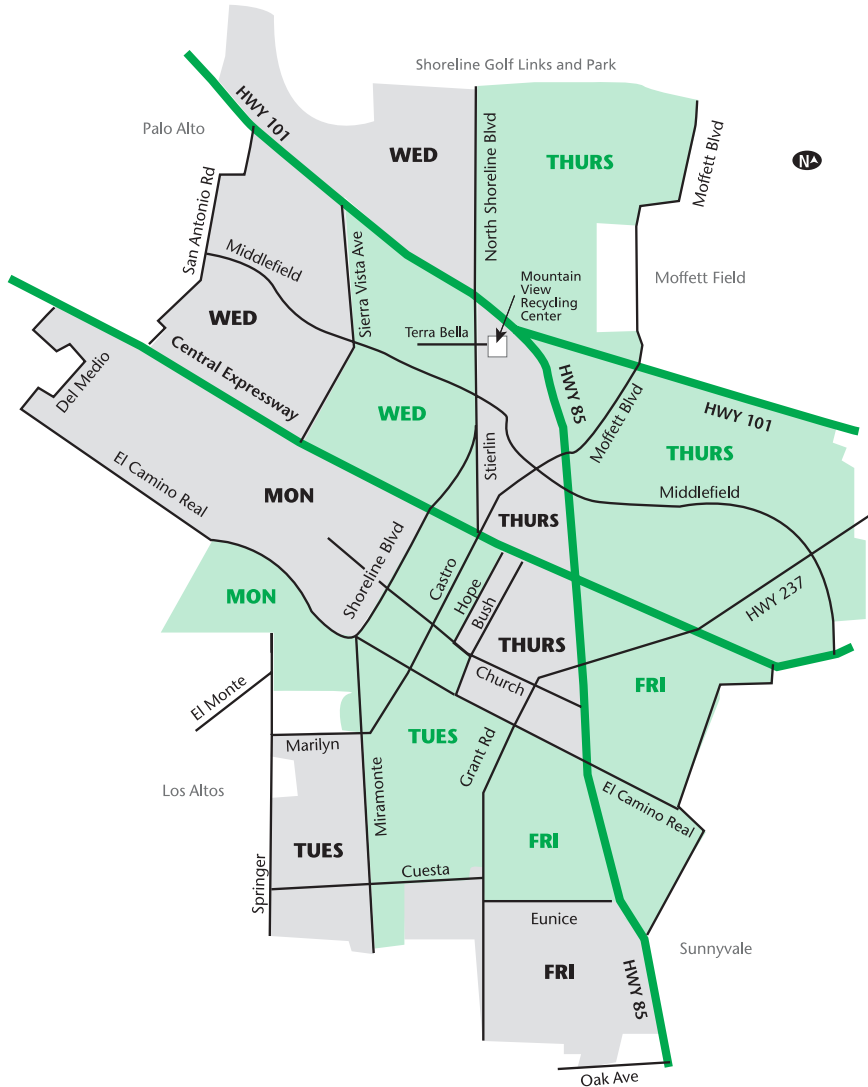 Shoreline Golf Links and Park
HWY 101
Palo Alto
WED
THURS
North Shoreline Blvd
Moffett Blvd
N
San Antonio Rd
Middlefield
Sierra Vista Ave
Mountain
View
Recycling
Center
Moffett Field
WED
Terra Bella
Central Expressway
Del Medio
HWY 85
Moffett Blvd
HWY 101
WED
THURS
Stierlin
El Camino Real
MON
Middlefield
THURS
Shoreline Blvd
Castro
Hope
Bush
MON
HWY 237
THURS
Church
FRI
El Monte
Marilyn
TUES
Grant Rd
Los Altos
Miramonte
El Camino Real
TUES
FRI
Cuesta
Springer
Eunice
Sunnyvale
FRI
HWY 85
Oak Ave